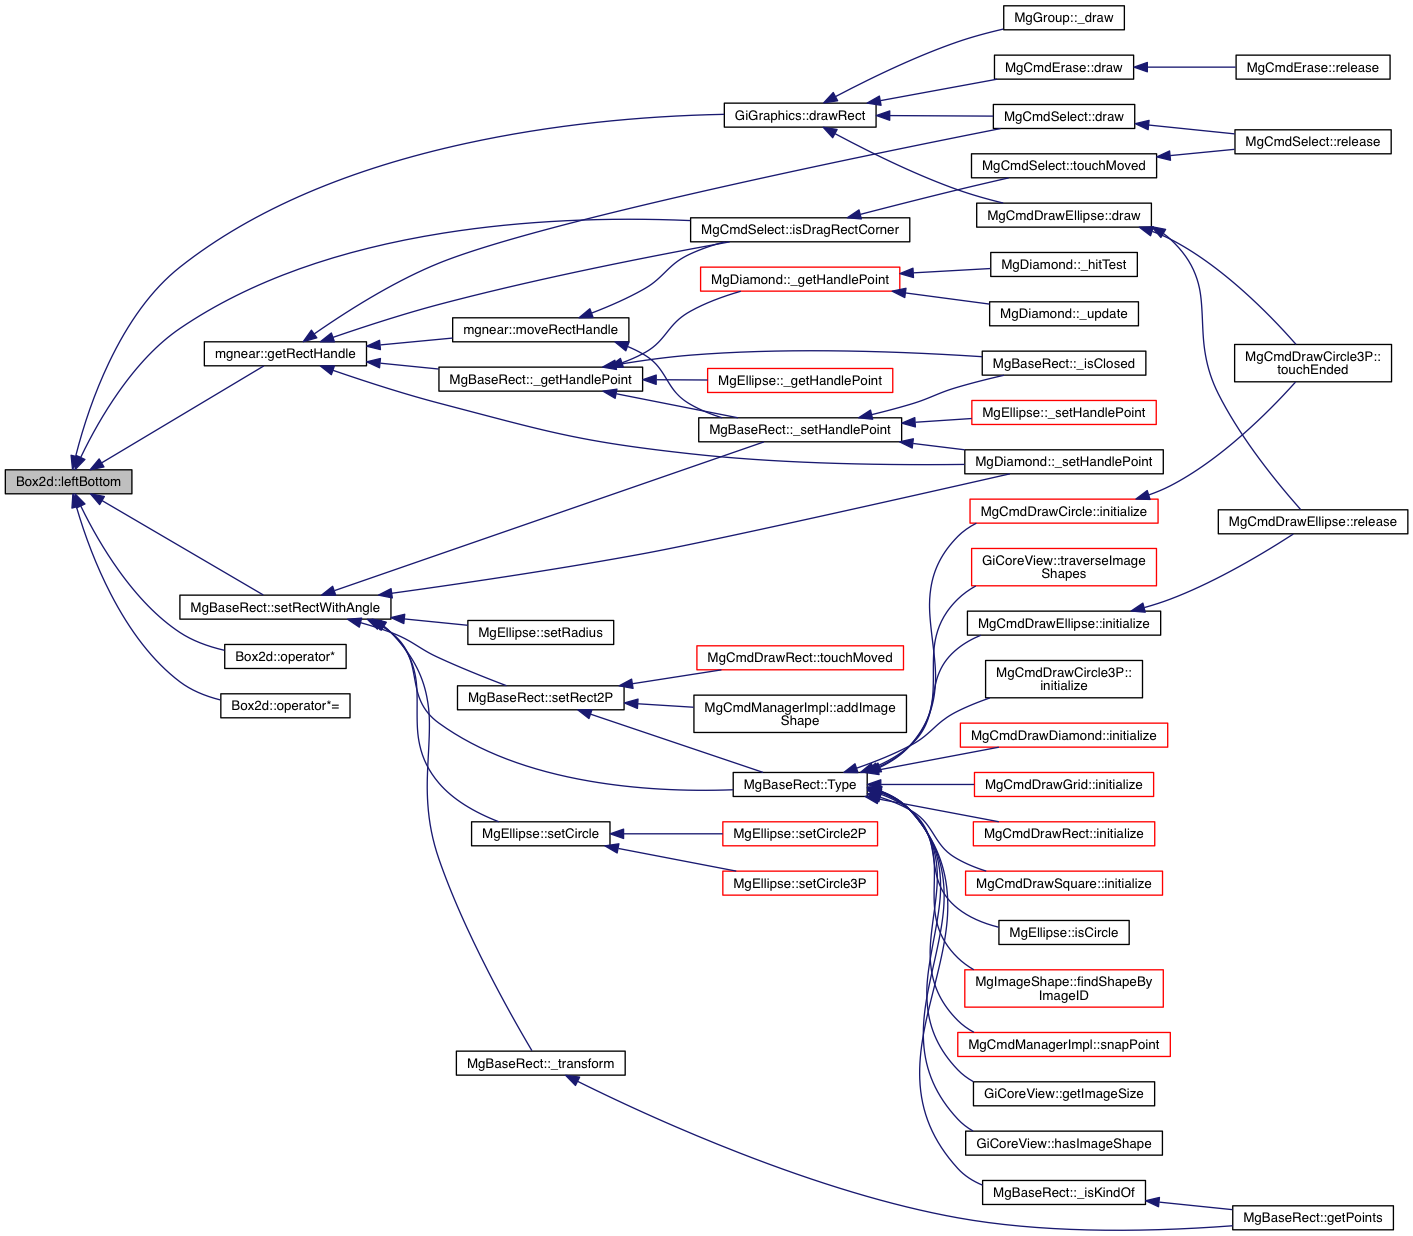 MgGroup::_draw
MgCmdErase::draw
MgCmdErase::release
GiGraphics::drawRect
MgCmdSelect::draw
MgCmdSelect::release
MgCmdSelect::touchMoved
MgCmdDrawEllipse::draw
MgCmdSelect::isDragRectCorner
MgDiamond::_hitTest
MgDiamond::_getHandlePoint
MgDiamond::_update
mgnear::moveRectHandle
mgnear::getRectHandle
MgCmdDrawCircle3P::
touchEnded
MgBaseRect::_isClosed
MgBaseRect::_getHandlePoint
MgEllipse::_getHandlePoint
MgEllipse::_setHandlePoint
MgBaseRect::_setHandlePoint
MgDiamond::_setHandlePoint
Box2d::leftBottom
MgCmdDrawCircle::initialize
MgCmdDrawEllipse::release
GiCoreView::traverseImage
Shapes
MgBaseRect::setRectWithAngle
MgCmdDrawEllipse::initialize
MgEllipse::setRadius
Box2d::operator*
MgCmdDrawRect::touchMoved
MgCmdDrawCircle3P::
initialize
MgBaseRect::setRect2P
Box2d::operator*=
MgCmdManagerImpl::addImage
Shape
MgCmdDrawDiamond::initialize
MgBaseRect::Type
MgCmdDrawGrid::initialize
MgEllipse::setCircle
MgEllipse::setCircle2P
MgCmdDrawRect::initialize
MgEllipse::setCircle3P
MgCmdDrawSquare::initialize
MgEllipse::isCircle
MgImageShape::findShapeBy
ImageID
MgCmdManagerImpl::snapPoint
MgBaseRect::_transform
GiCoreView::getImageSize
GiCoreView::hasImageShape
MgBaseRect::_isKindOf
MgBaseRect::getPoints